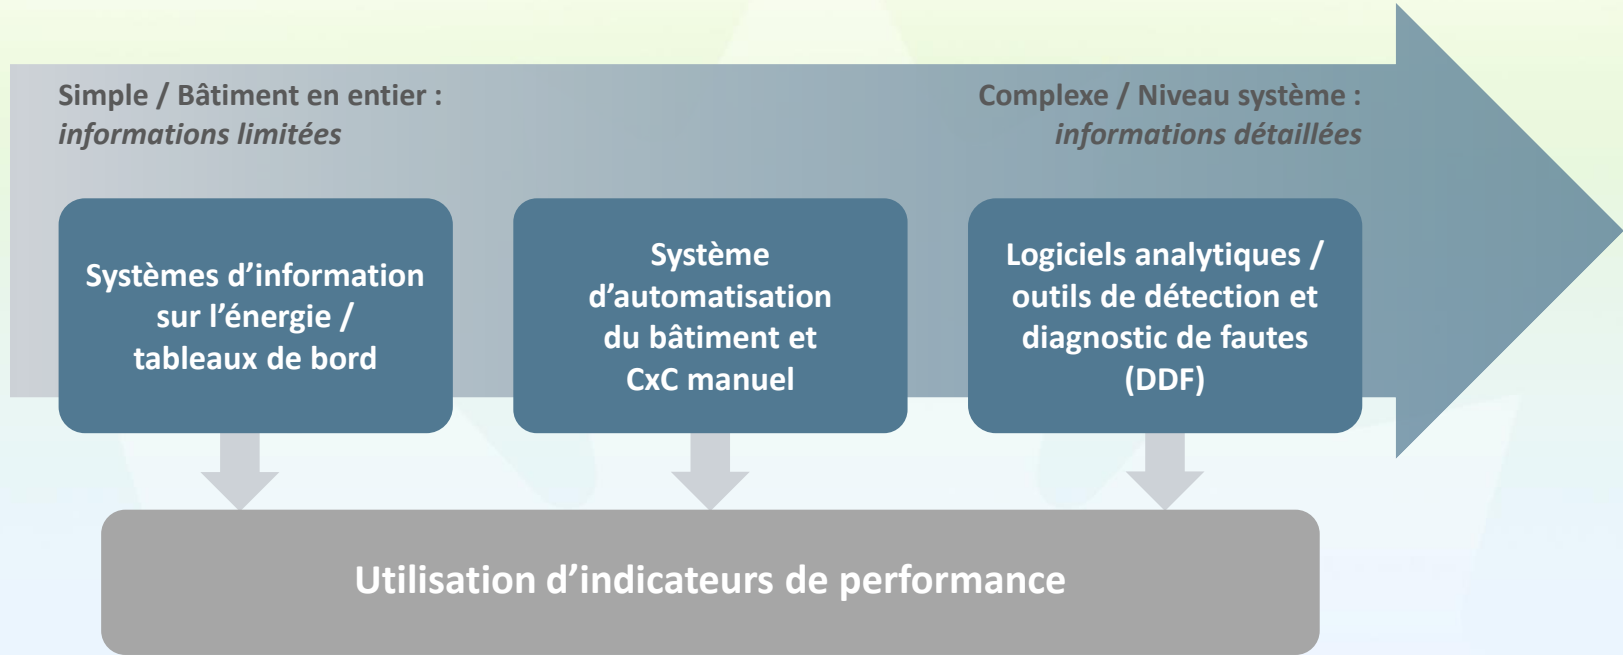 Simple / Bâtiment en entier :
informations limitées
Complexe / Niveau système :
informations détaillées
Systèmes d’information
sur l’énergie /
tableaux de bord
Système
d’automatisation
du bâtiment et
CxC manuel
Logiciels analytiques /
outils de détection et
diagnostic de fautes
(DDF)
Utilisation d’indicateurs de performance